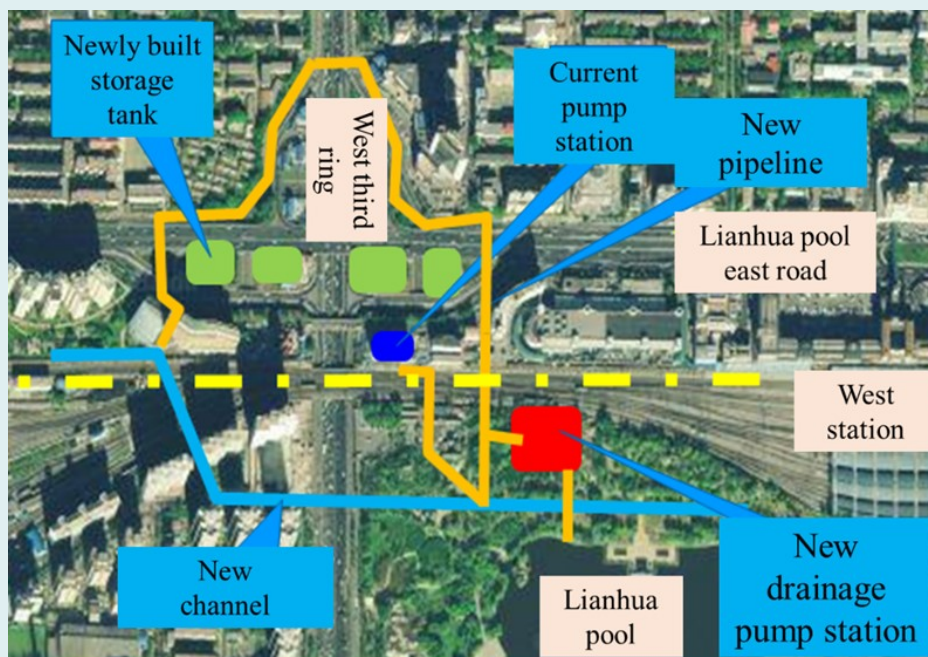 Newly built
storage
tank
West third
ring
Current
pump
station
New
pipeline
Lianhua pool
east road
West
station
New
channel
Lianhua
pool
New
drainage
pump station